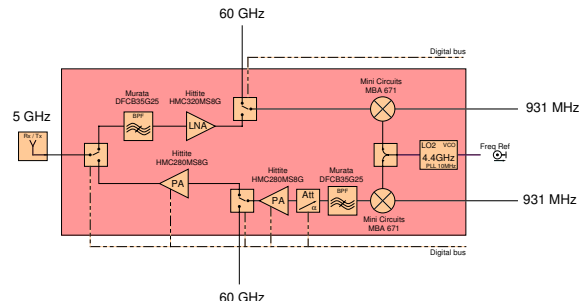 60 GHz
Digital bus
Murata
DFCB35G25
Hittite
HMC320MS8G
Mini Circuits
MBA 671
5 GHz
Rx / Tx
BPF
LNA
931 MHz
LO2 VCO
4.4GHz
PLL 10MHz
Freq Ref
Hittite
HMC280MS8G
PA
Hittite
HMC280MS8G
PA
Att
α
Murata
DFCB35G25
BPF
Mini Circuits
MBA 671
931 MHz
Digital bus
60 GHz